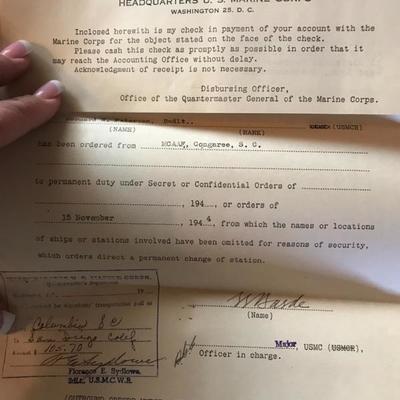 HEADQUARTERS U. S. MARINE CORPS
WASHINGTON 25, D. C.
Inclosed herewith is my check in payment of your account with the
Marine Corps for the object stated on the face of the check.
Please cash this check as promptly as possible in order that it
may reach the Accounting Office without delay.
Acknowledgment of receipt is not necessary.
Disbursing Officer,
Office of the Quartermaster General of the Marine Corps.
2ndLt., (USMCR)
(NAME) (RANK)
has been ordered from MCAAF, Congaree, S. C.
to permanent duty under Secret or Confidential Orders of
, 194 , or orders of
15 November , 194 4, from which the names or locations
of ships or stations involved have been omitted for reasons of security,
which orders direct a permanent change of station.
Columbia SC
San Diego Calif
105.70
Florence E. Sydlowe
2ndLt. U.S.M.C.W.R.
(Name)
Major, USMC (USMCR),
Officer in charge.